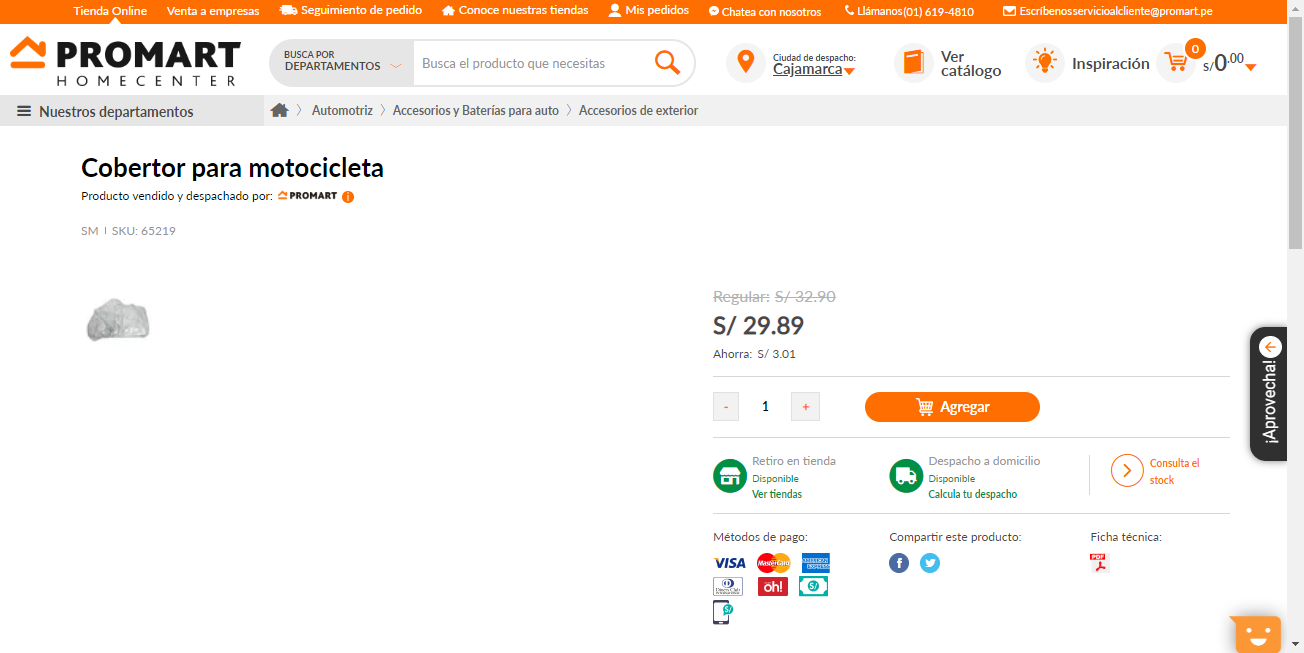 Tienda Online Venta a empresas Seguimiento de pedido Conoce nuestras tiendas Mis pedidos Chatea con nosotros Llámanos(01) 619-4810 Escríbenosservicioalcliente@promart.pe
PROMART
HOMECENTER
BUSCA POR
DEPARTAMENTOS
Busca el producto que necesitas
Ciudad de despacho:
Cajamarca
Ver
catálogo
Inspiración
0
S/0.00
Nuestros departamentos
Automotriz Accesorios y Baterías para auto Accesorios de exterior
Cobertor para motocicleta
Producto vendido y despachado por: PROMART i
SM | SKU: 65219
Regular: S/ 32.90
S/ 29.89
Ahorra: S/ 3.01
- 1 + Agregar
¡Aprovecha!
Retiro en tienda
Disponible
Ver tiendas
Despacho a domicilio
Disponible
Calcula tu despacho
Consulta el
stock
Métodos de pago:
VISA MasterCard AMERICAN EXPRESS
Diners Club oh! S/
S/
Compartir este producto:
f
Ficha técnica:
PDF